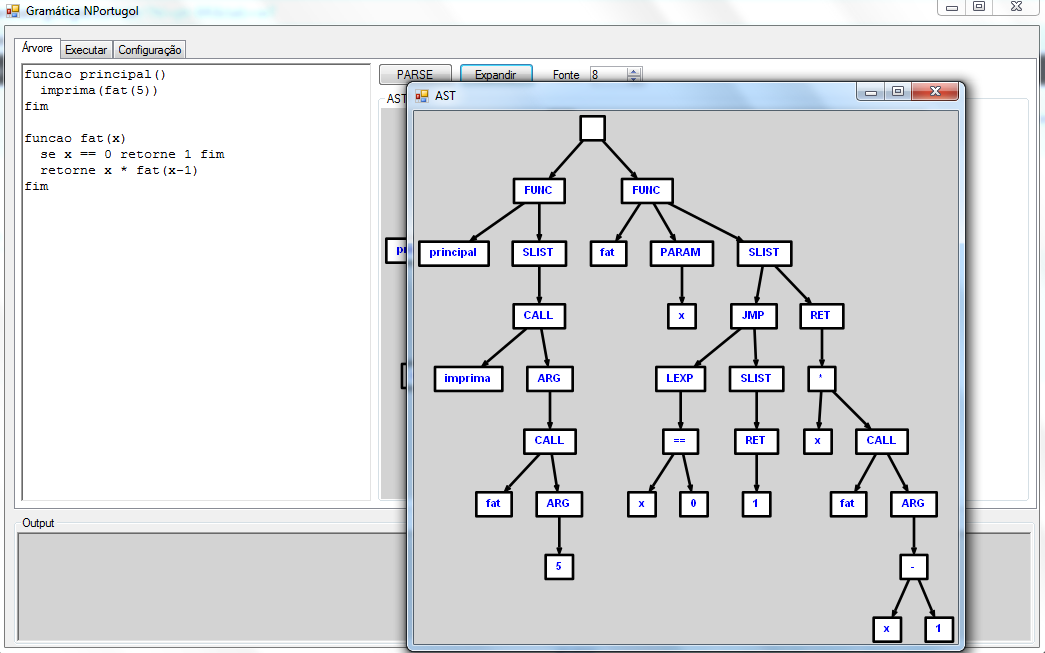 Gramática NPortugol
Árvore Executar Configuração
funcao principal()
imprima(fat(5))
fim
funcao fat(x)
se x == 0 retorne 1 fim
retorne x * fat(x-1)
fim
PARSE Expandir Fonte 8
AST
Output
AST
FUNC FUNC
principal SLIST fat PARAM SLIST
CALL x JMP RET
imprima ARG LEXP SLIST *
CALL == RET x CALL
fat ARG x 0 1 fat ARG
5 -
x 1